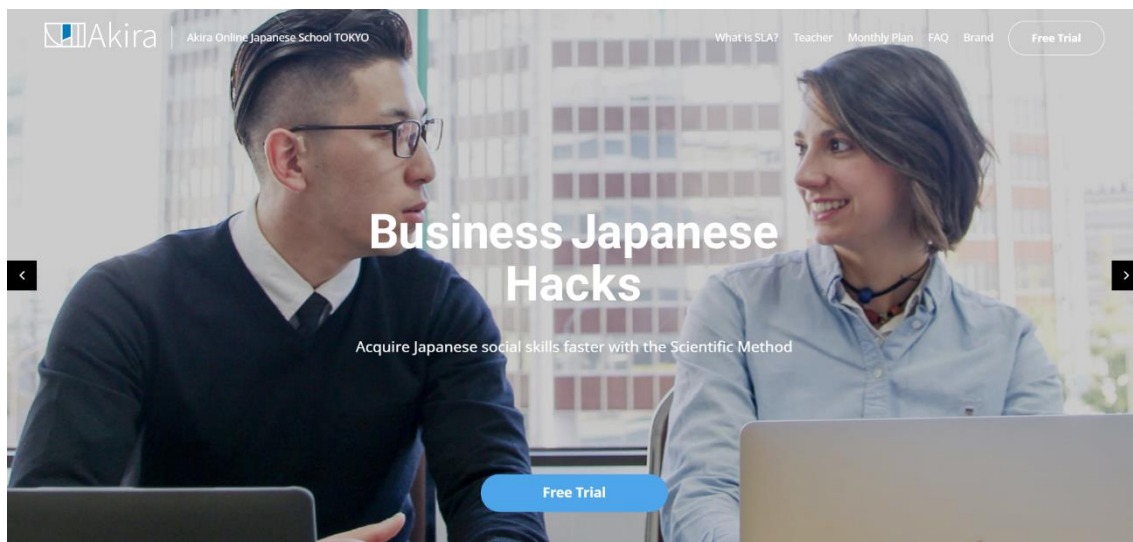 Akira
Akira Online Japanese School TOKYO
What is SLA? Teacher Monthly Plan FAQ Brand Free Trial
Business Japanese
Hacks
Acquire Japanese social skills faster with the Scientific Method
Free Trial